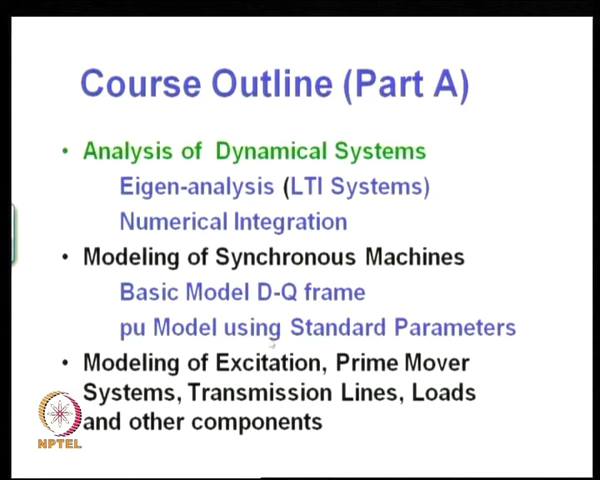 Course Outline (Part A)
• Analysis of Dynamical Systems
Eigen-analysis (LTI Systems)
Numerical Integration
• Modeling of Synchronous Machines
Basic Model D-Q frame
pu Model using Standard Parameters
• Modeling of Excitation, Prime Mover
Systems, Transmission Lines, Loads
and other components
NPTEL